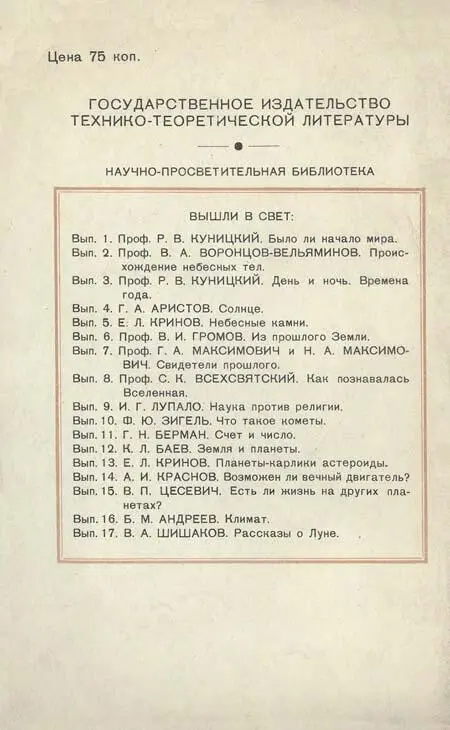 Цена 75 коп.
ГОСУДАРСТВЕННОЕ ИЗДАТЕЛЬСТВО
ТЕХНИКО-ТЕОРЕТИЧЕСКОЙ ЛИТЕРАТУРЫ
НАУЧНО-ПРОСВЕТИТЕЛЬНАЯ БИБЛИОТЕКА
ВЫШЛИ В СВЕТ:
Вып. 1. Проф. Р. В. КУНИЦКИЙ. Было ли начало мира.
Вып. 2. Проф. В. А. ВОРОНЦОВ-ВЕЛЬЯМИНОВ. Проис-
хождение небесных тел.
Вып. 3. Проф. Р. В. КУНИЦКИЙ. День и ночь. Времена
года.
Вып. 4. Г. А. АРИСТОВ. Солнце.
Вып. 5. Е. Л. КРИНОВ. Небесные камни.
Вып. 6. Проф. В. И. ГРОМОВ. Из прошлого Земли.
Вып. 7. Проф. Г. А. МАКСИМОВИЧ и Н. А. МАКСИМО-
ВИЧ. Свидетели прошлого.
Вып. 8. Проф. С. К. ВСЕХСВЯТСКИЙ. Как познавалась
Вселенная.
Вып. 9. И. Г. ЛУПАЛО. Наука против религии.
Вып. 10. Ф. Ю. ЗИГЕЛЬ. Что такое кометы.
Вып. 11. Г. Н. БЕРМАН. Счет и число.
Вып. 12. К. Л. БАЕВ. Земля и планеты.
Вып. 13. Е. Л. КРИНОВ. Планеты-карлики астероиды.
Вып. 14. А. И. КРАСНОВ. Возможен ли вечный двигатель?
Вып. 15. В. П. ЦЕСЕВИЧ. Есть ли жизнь на других пла-
нетах?
Вып. 16. Б. М. АНДРЕЕВ. Климат.
Вып. 17. В. А. ШИШАКОВ. Рассказы о Луне.